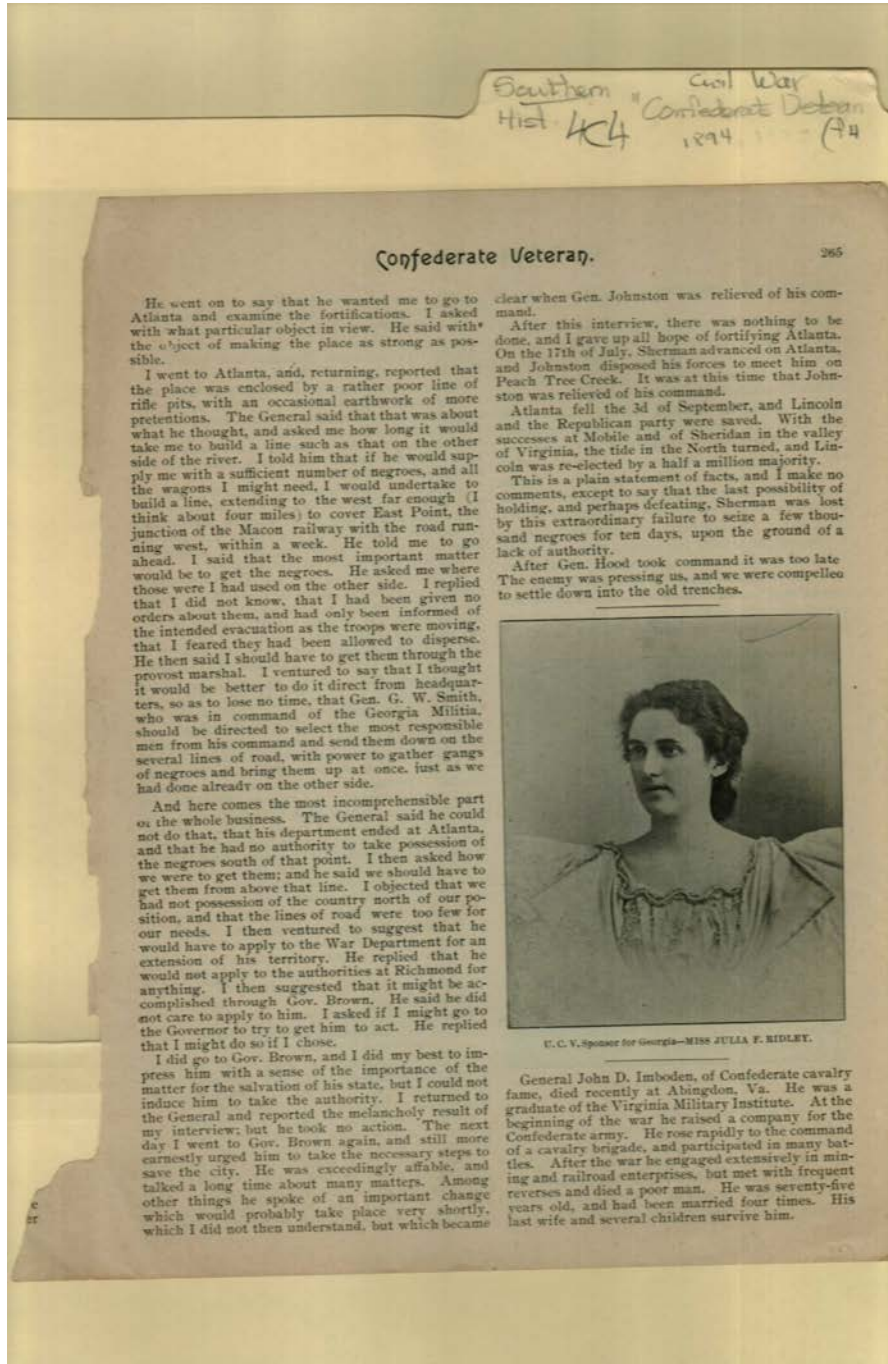 Southern
Hist. 4C4
Civil War
"Confederate Veteran
1894
Confederate Veteran.
265
He went on to say that he wanted me to go to
Atlanta and examine the fortifications. I asked
with what particular object in view. He said with
the object of making the place as strong as pos-
sible.
I went to Atlanta, and, returning, reported that
the place was enclosed by a rather poor line of
rifle pits, with an occasional earthwork of more
pretentions. The General said that that was about
what he thought, and asked me how long it would
take me to build a line such as that on the other
side of the river. I told him that if he would sup-
ply me with a sufficient number of negroes, and all
the wagons I might need, I would undertake to
build a line, extending to the west far enough (I
think about four miles) to cover East Point, the
junction of the Macon railway with the road run-
ning west, within a week. He told me to go
ahead. I said that the most important matter
would be to get the negroes. He asked me where
those were I had used on the other side. I replied
that I did not know, that I had been given no
orders about them, and had only been informed of
the intended evacuation as the troops were moving,
that I feared they had been allowed to disperse.
He then said I should have to get them through the
provost marshal. I ventured to say that I thought
it would be better to do it direct from headquar-
ters, so as to lose no time, that Gen. G. W. Smith,
who was in command of the Georgia Militia,
should be directed to select the most responsible
men from his command and send them down on the
several lines of road, with power to gather gangs
of negroes and bring them up at once, just as we
had done already on the other side.
And here comes the most incomprehensible part
of the whole business. The General said he could
not do that, that his department ended at Atlanta,
and that he had no authority to take possession of
the negroes south of that point. I then asked how
we were to get them; and he said we should have to
get them from above that line. I objected that we
had not possession of the country north of our po-
sition, and that the lines of road were too few for
our needs. I then ventured to suggest that he
would have to apply to the War Department for an
extension of his territory. He replied that he
would not apply to the authorities at Richmond for
anything. I then suggested that it might be ac-
complished through Gov. Brown. He said he did
not care to apply to him. I asked if I might go to
the Governor to try to get him to act. He replied
that I might do so if I chose.
I did go to Gov. Brown, and I did my best to im-
press him with a sense of the importance of the
matter for the salvation of his state, but I could not
induce him to take the authority. I returned to
the General and reported the melancholy result of
my interview; but he took no action. The next
day I went to Gov. Brown again, and still more
earnestly urged him to take the necessary steps to
save the city. He was exceedingly affable, and
talked a long time about many matters. Among
other things he spoke of an important change
which would probably take place very shortly,
which I did not then understand, but which became
clear when Gen. Johnston was relieved of his com-
mand.
After this interview, there was nothing to be
done, and I gave up all hope of fortifying Atlanta.
On the 17th of July, Sherman advanced on Atlanta,
and Johnston disposed his forces to meet him on
Peach Tree Creek. It was at this time that John-
ston was relieved of his command.
Atlanta fell the 3d of September, and Lincoln
and the Republican party were saved. With the
successes at Mobile and of Sheridan in the valley
of Virginia, the tide in the North turned, and Lin-
coln was re-elected by a half a million majority.
This is a plain statement of facts, and I make no
comments, except to say that the last possibility of
holding, and perhaps defeating, Sherman was lost
by this extraordinary failure to seize a few thou-
sand negroes for ten days, upon the ground of a
lack of authority.
After Gen. Hood took command it was too late
The enemy was pressing us, and we were compelled
to settle down into the old trenches.
U. C. V. Sponsor for Georgia—MISS JULIA F. RIDLEY.
General John D. Imboden, of Confederate cavalry
fame, died recently at Abingdon, Va. He was a
graduate of the Virginia Military Institute. At the
beginning of the war he raised a company for the
Confederate army. He rose rapidly to the command
of a cavalry brigade, and participated in many bat-
tles. After the war he engaged extensively in min-
ing and railroad enterprises, but met with frequent
reverses and died a poor man. He was seventy-five
years old, and had been married four times. His
last wife and several children survive him.